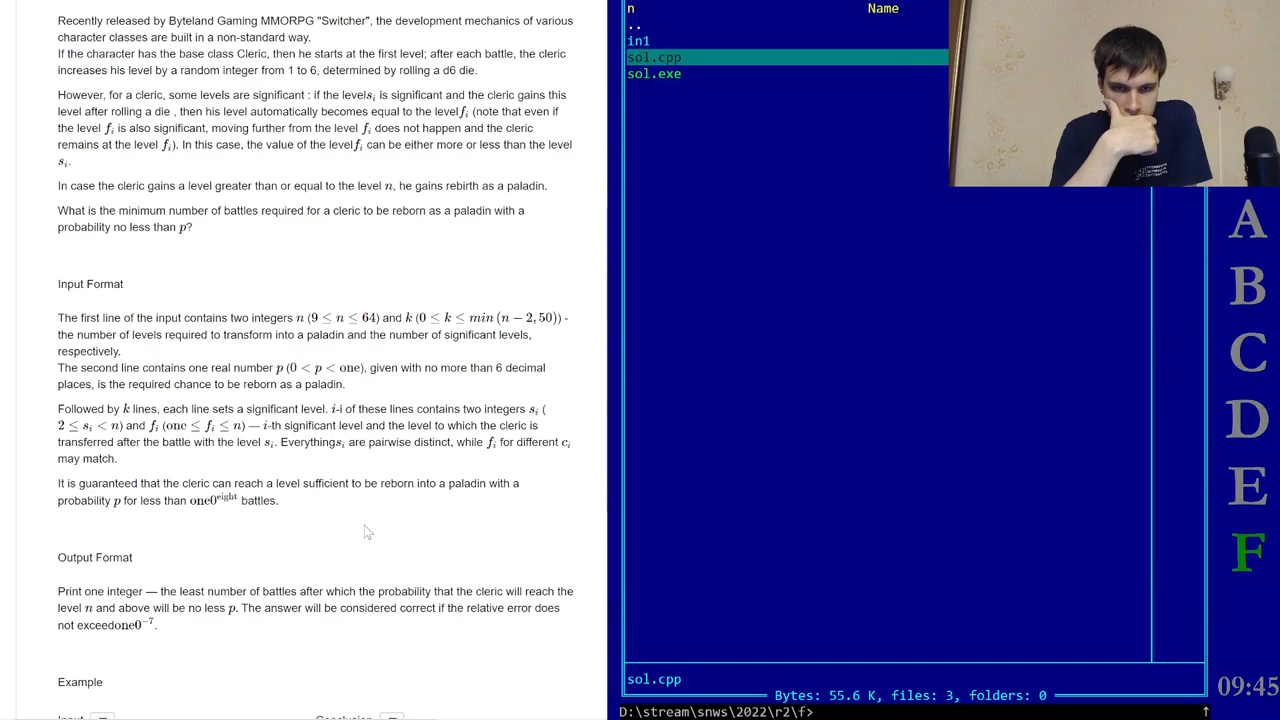 Recently released by Byteland Gaming MMORPG "Switcher", the development mechanics of various
character classes are built in a non-standard way.
If the character has the base class Cleric, then he starts at the first level; after each battle, the cleric
increases his level by a random integer from 1 to 6, determined by rolling a d6 die.
However, for a cleric, some levels are significant : if the levels_i is significant and the cleric gains this
level after rolling a die , then his level automatically becomes equal to the levelf_i (note that even if
the level f_i is also significant, moving further from the level f_i does not happen and the cleric
remains at the level f_i). In this case, the value of the levelf_i can be either more or less than the level
s_i.
In case the cleric gains a level greater than or equal to the level n, he gains rebirth as a paladin.
What is the minimum number of battles required for a cleric to be reborn as a paladin with a
probability no less than p?
Input Format
The first line of the input contains two integers n (9 ≤ n ≤ 64) and k (0 ≤ k ≤ min (n − 2, 50)) -
the number of levels required to transform into a paladin and the number of significant levels,
respectively.
The second line contains one real number p (0 < p < one), given with no more than 6 decimal
places, is the required chance to be reborn as a paladin.
Followed by k lines, each line sets a significant level. i-i of these lines contains two integers s_i (
2 ≤ s_i < n) and f_i (one ≤ f_i ≤ n) — i-th significant level and the level to which the cleric is
transferred after the battle with the level s_i. Everythings_i are pairwise distinct, while f_i for different c_i
may match.
It is guaranteed that the cleric can reach a level sufficient to be reborn into a paladin with a
probability p for less than one0^eight battles.
Output Format
Print one integer — the least number of battles after which the probability that the cleric will reach the
level n and above will be no less p. The answer will be considered correct if the relative error does
not exceedone0^−7.
Example
n Name
..
in1
sol.cpp
sol.exe
sol.cpp
Bytes: 55.6 K, files: 3, folders: 0
D:\stream\snws\2022\r2\f>
↑
A
B
C
D
E
F
09:45